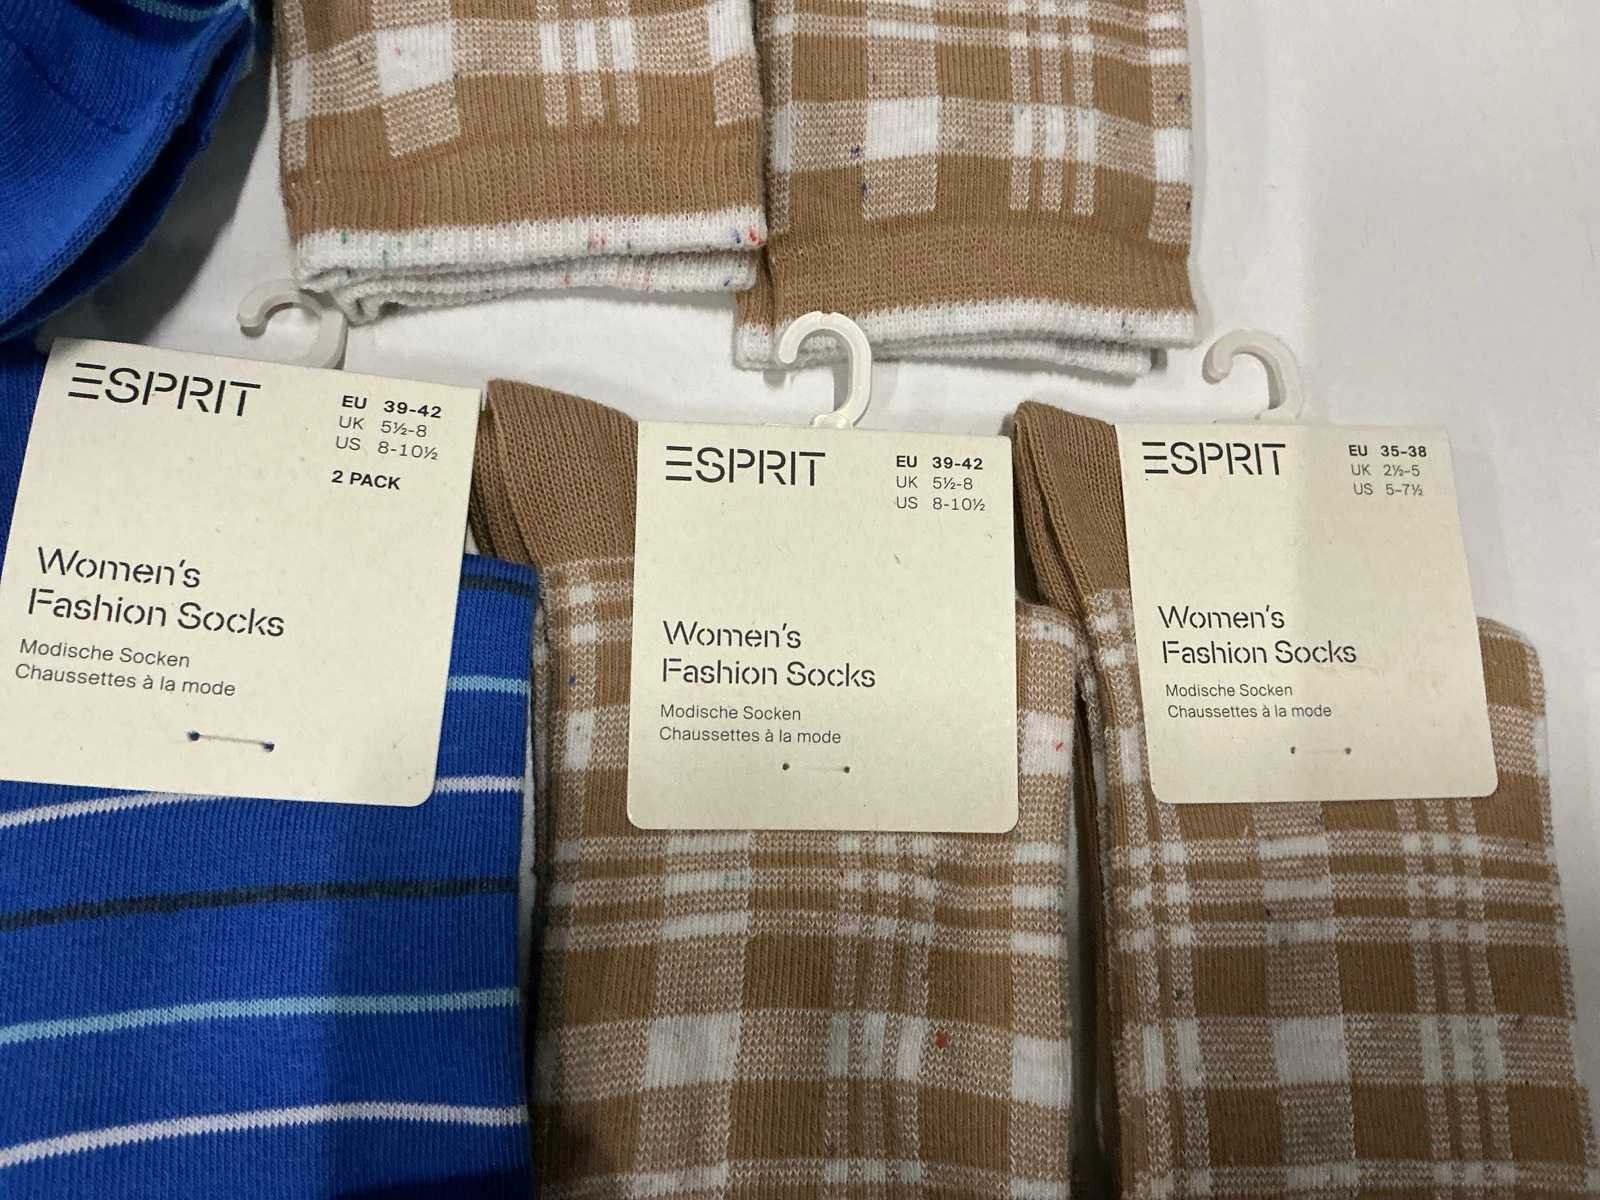 ESPRIT
EU 39-42
UK 5½-8
US 8-10½
2 PACK
Women's
Fashion Socks
Modische Socken
Chaussettes à la mode
ESPRIT
EU 39-42
UK 5½-8
US 8-10½
Women's
Fashion Socks
Modische Socken
Chaussettes à la mode
ESPRIT
EU 35-38
UK 2½-5
US 5-7½
Women's
Fashion Socks
Modische Socken
Chaussettes à la mode